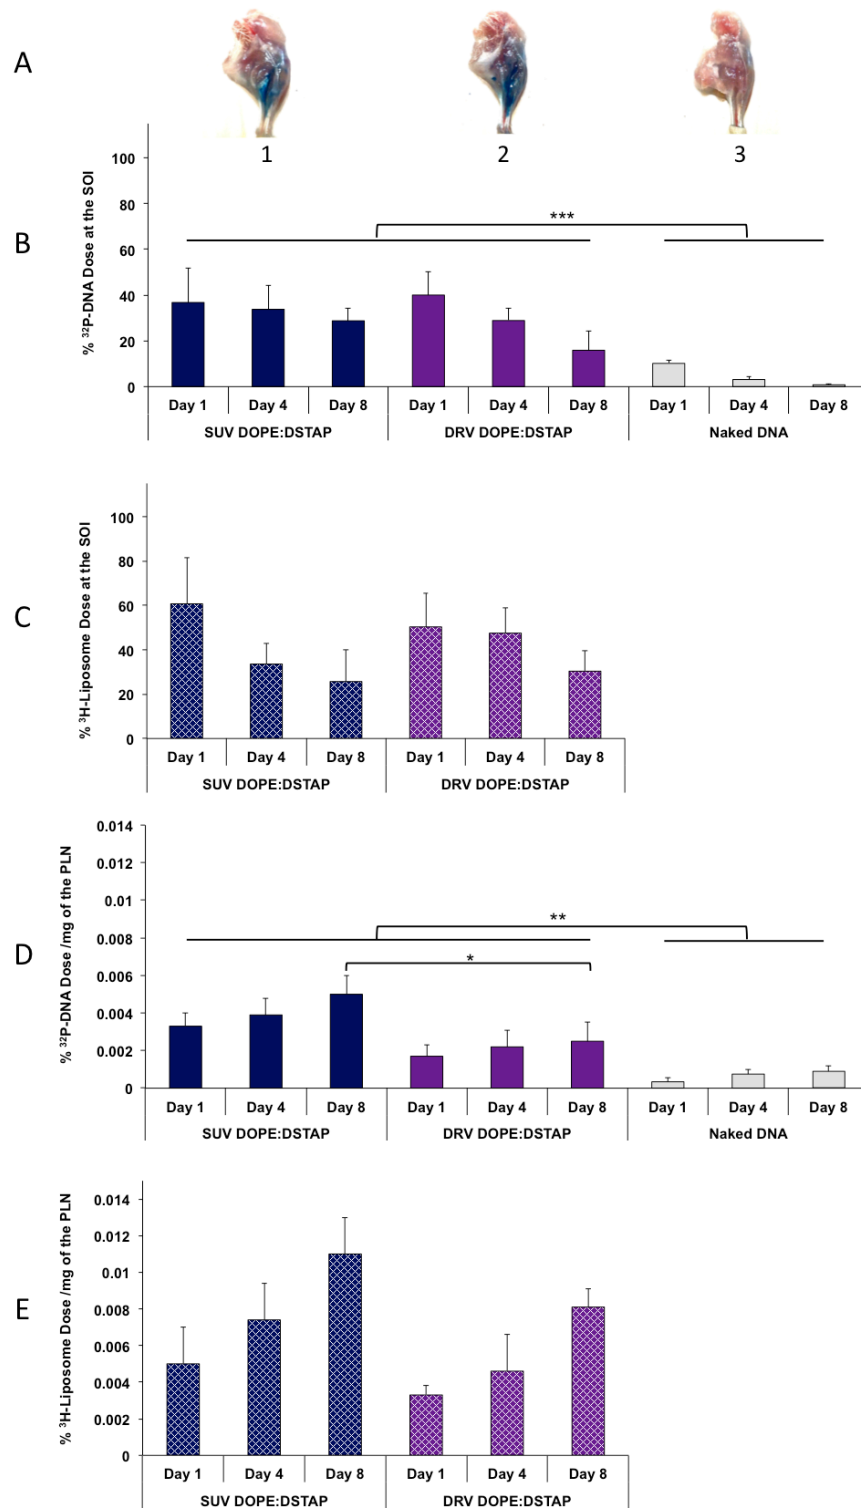 A
1 2 3
B
% ³²P-DNA Dose at the SOI
100
80
60
40
20
0
***
Day 1 Day 4 Day 8 Day 1 Day 4 Day 8 Day 1 Day 4 Day 8
SUV DOPE:DSTAP DRV DOPE:DSTAP Naked DNA
C
% ³H-Liposome Dose at the SOI
100
80
60
40
20
0
Day 1 Day 4 Day 8 Day 1 Day 4 Day 8
SUV DOPE:DSTAP DRV DOPE:DSTAP
D
% ³²P-DNA Dose /mg of the PLN
0.014
0.012
0.01
0.008
0.006
0.004
0.002
0
**
*
Day 1 Day 4 Day 8 Day 1 Day 4 Day 8 Day 1 Day 4 Day 8
SUV DOPE:DSTAP DRV DOPE:DSTAP Naked DNA
E
% ³H-Liposome Dose /mg of the PLN
0.014
0.012
0.01
0.008
0.006
0.004
0.002
0
Day 1 Day 4 Day 8 Day 1 Day 4 Day 8
SUV DOPE:DSTAP DRV DOPE:DSTAP